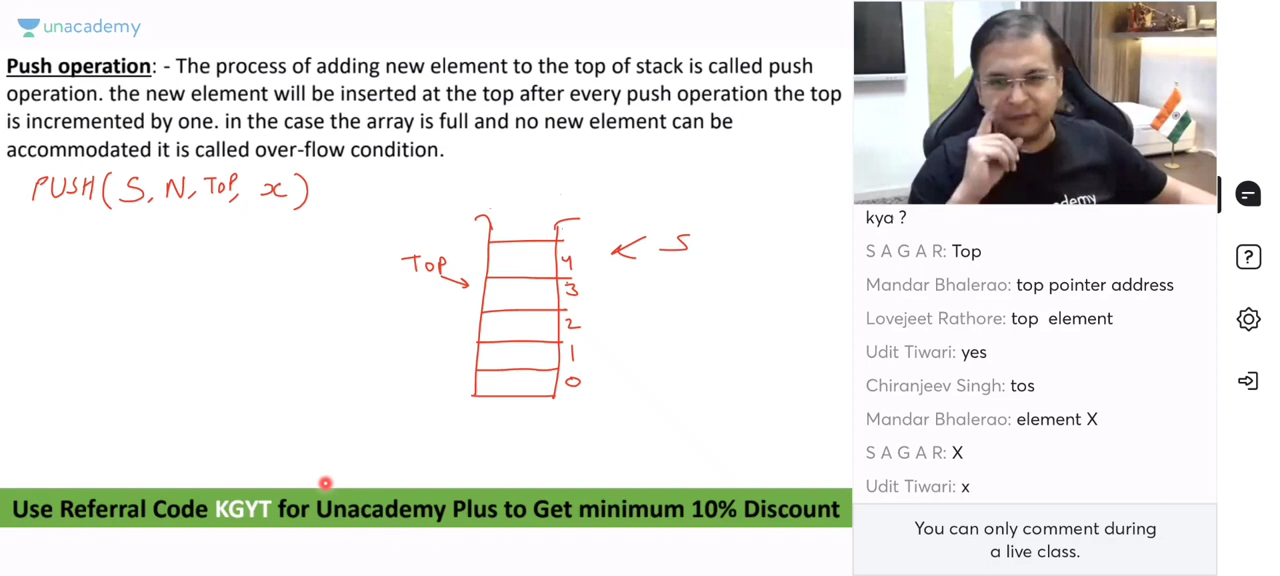 unacademy
Push operation: - The process of adding new element to the top of stack is called push
operation. the new element will be inserted at the top after every push operation the top
is incremented by one. in the case the array is full and no new element can be
accommodated it is called over-flow condition.
PUSH( S, N, TOP, x )
S
TOP
4
3
2
1
0
Use Referral Code KGYT for Unacademy Plus to Get minimum 10% Discount
demy
kya ?
S A G A R: Top
Mandar Bhalerao: top pointer address
Lovejeet Rathore: top element
Udit Tiwari: yes
Chiranjeev Singh: tos
Mandar Bhalerao: element X
S A G A R: X
Udit Tiwari: x
You can only comment during
a live class.
?